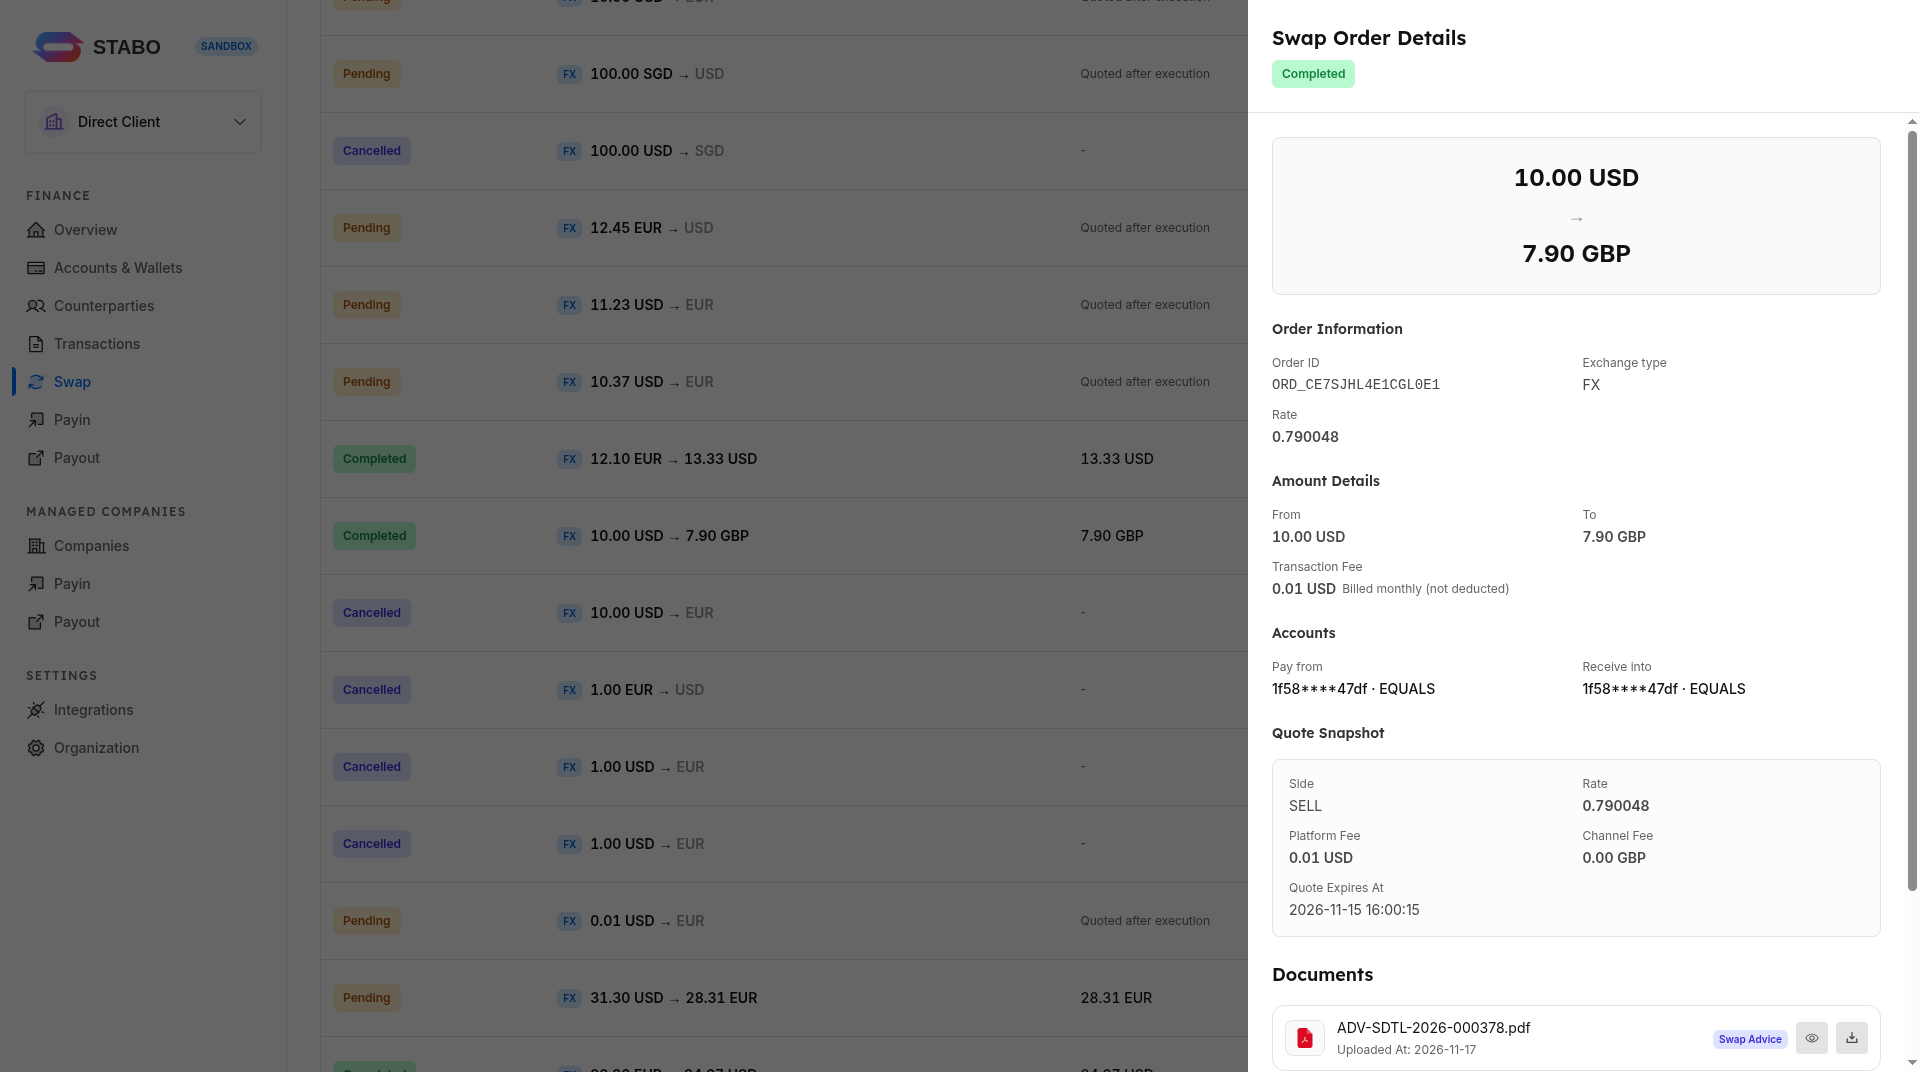 STABO
SANDBOX
Direct Client
FINANCE
Overview
Accounts & Wallets
Counterparties
Transactions
Swap
Payin
Payout
MANAGED COMPANIES
Companies
Payin
Payout
SETTINGS
Integrations
Organization
Pending FX 100.00 SGD → USD Quoted after execution
Cancelled FX 100.00 USD → SGD -
Pending FX 12.45 EUR → USD Quoted after execution
Pending FX 11.23 USD → EUR Quoted after execution
Pending FX 10.37 USD → EUR Quoted after execution
Completed FX 12.10 EUR → 13.33 USD 13.33 USD
Completed FX 10.00 USD → 7.90 GBP 7.90 GBP
Cancelled FX 10.00 USD → EUR -
Cancelled FX 1.00 EUR → USD -
Cancelled FX 1.00 USD → EUR -
Cancelled FX 1.00 USD → EUR -
Pending FX 0.01 USD → EUR Quoted after execution
Pending FX 31.30 USD → 28.31 EUR 28.31 EUR
Swap Order Details
Completed
10.00 USD
→
7.90 GBP
Order Information
Order ID Exchange type
ORD_CE7SJHL4E1CGL0E1 FX
Rate
0.790048
Amount Details
From To
10.00 USD 7.90 GBP
Transaction Fee
0.01 USD Billed monthly (not deducted)
Accounts
Pay from Receive into
1f58****47df · EQUALS 1f58****47df · EQUALS
Quote Snapshot
Side Rate
SELL 0.790048
Platform Fee Channel Fee
0.01 USD 0.00 GBP
Quote Expires At
2026-11-15 16:00:15
Documents
ADV-SDTL-2026-000378.pdf
Uploaded At: 2026-11-17
Swap Advice